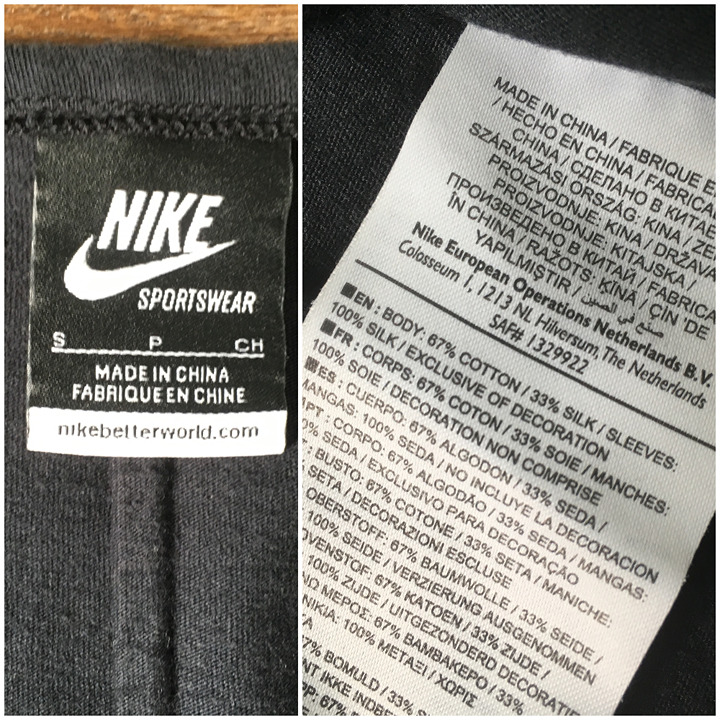 NIKE
SPORTSWEAR
S P CH
MADE IN CHINA
FABRIQUE EN CHINE
nikebetterworld.com
MADE IN CHINA / FABRIQUE
/ HECHO EN CHINA / FABRICA
CHINA / СДЕЛАНО В КИТАЕ
SZÁRMAZÁSI ORSZÁG: KINA / ZE
PROIZVODNJE: KINA / DRŽAVA
PROIZVODNJE: KITAJSKA /
ПРОИЗВЕДЕНО В КИТАЙ / FABRICA
ÎN CHINA / RAŽOTS: ĶĪNĀ / ÇİN 'DE
YAPILMIŞTIR / صنع في الصين
Nike European Operations Netherlands B.V.
Colosseum 1, 1213 NL Hilversum, The Netherlands
SAF# 1329922
EN : BODY: 67% COTTON / 33% SILK / SLEEVES:
100% SILK / EXCLUSIVE OF DECORATION
FR : CORPS: 67% COTON / 33% SOIE / MANCHES:
100% SOIE / DECORATION NON COMPRISE
ES : CUERPO: 67% ALGODON / 33% SEDA /
MANGAS: 100% SEDA / NO INCLUYE LA DECORACION
PT : CORPO: 67% ALGODÃO / 33% SEDA / MANGAS:
SEDA / EXCLUSIVO PARA DECORAÇÃO
: BUSTO: 67% COTONE / 33% SETA / MANICHE:
SETA / DECORAZIONI ESCLUSE
OBERSTOFF: 67% BAUMWOLLE / 33% SEIDE /
100% SEIDE / VERZIERUNG AUSGENOMMEN
OVENSTOF: 67% KATOEN / 33% ZIJDE /
100% ZIJDE / UITGEZONDERD DECORATIE
ΜΕΡΟΣ: 67% ΒΑΜΒΑΚΕΡΟ / 33%
100% ΜΕΤΑΞΙ / ΧΩΡΙΣ
7% BOMULD / 33%
IKKE
67%